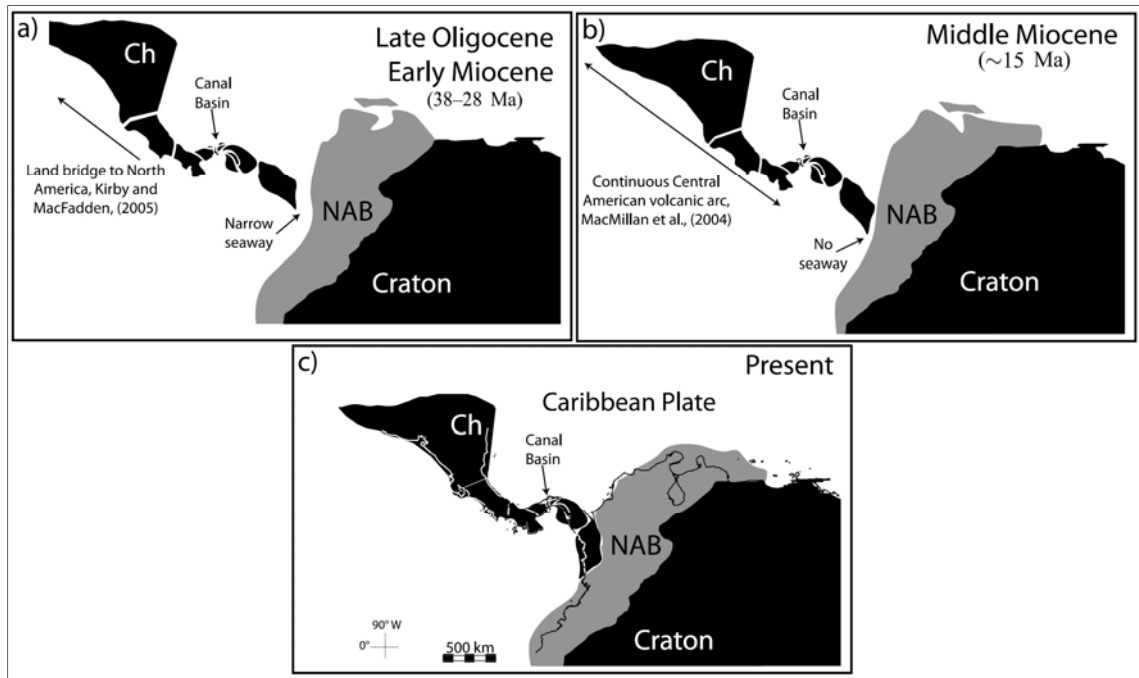 a)
Late Oligocene
Early Miocene
(38–28 Ma)
Ch
Canal
Basin
Land bridge to North
America, Kirby and
MacFadden, (2005)
Narrow
seaway
NAB
Craton
b)
Middle Miocene
(~15 Ma)
Ch
Canal
Basin
Continuous Central
American volcanic arc,
MacMillan et al., (2004)
No
seaway
NAB
Craton
c)
Present
Caribbean Plate
Ch
Canal
Basin
NAB
Craton
90° W
0°
500 km